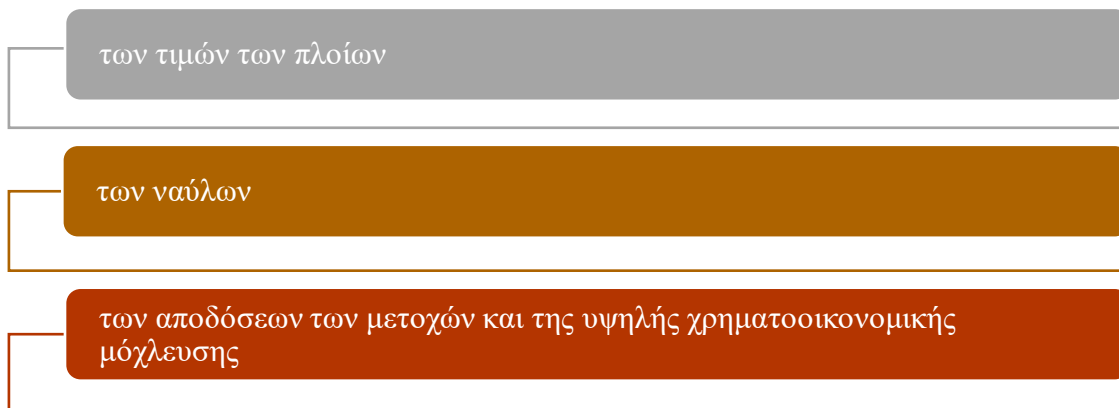 των τιμών των πλοίων
των ναύλων
των αποδόσεων των μετοχών και της υψηλής χρηματοοικονομικής
μόχλευσης